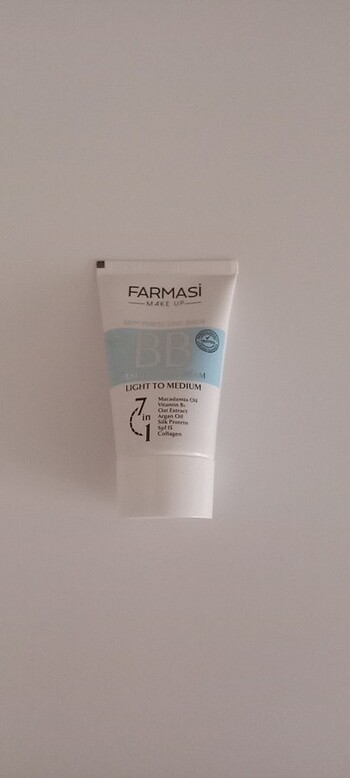 FARMASi
MAKE UP
BB
LIGHT TO MEDIUM
7 in 1
Macadamia Oil
Vitamin B₅
Oat Extract
Argan Oil
Silk Protein
Spf 15
Collagen